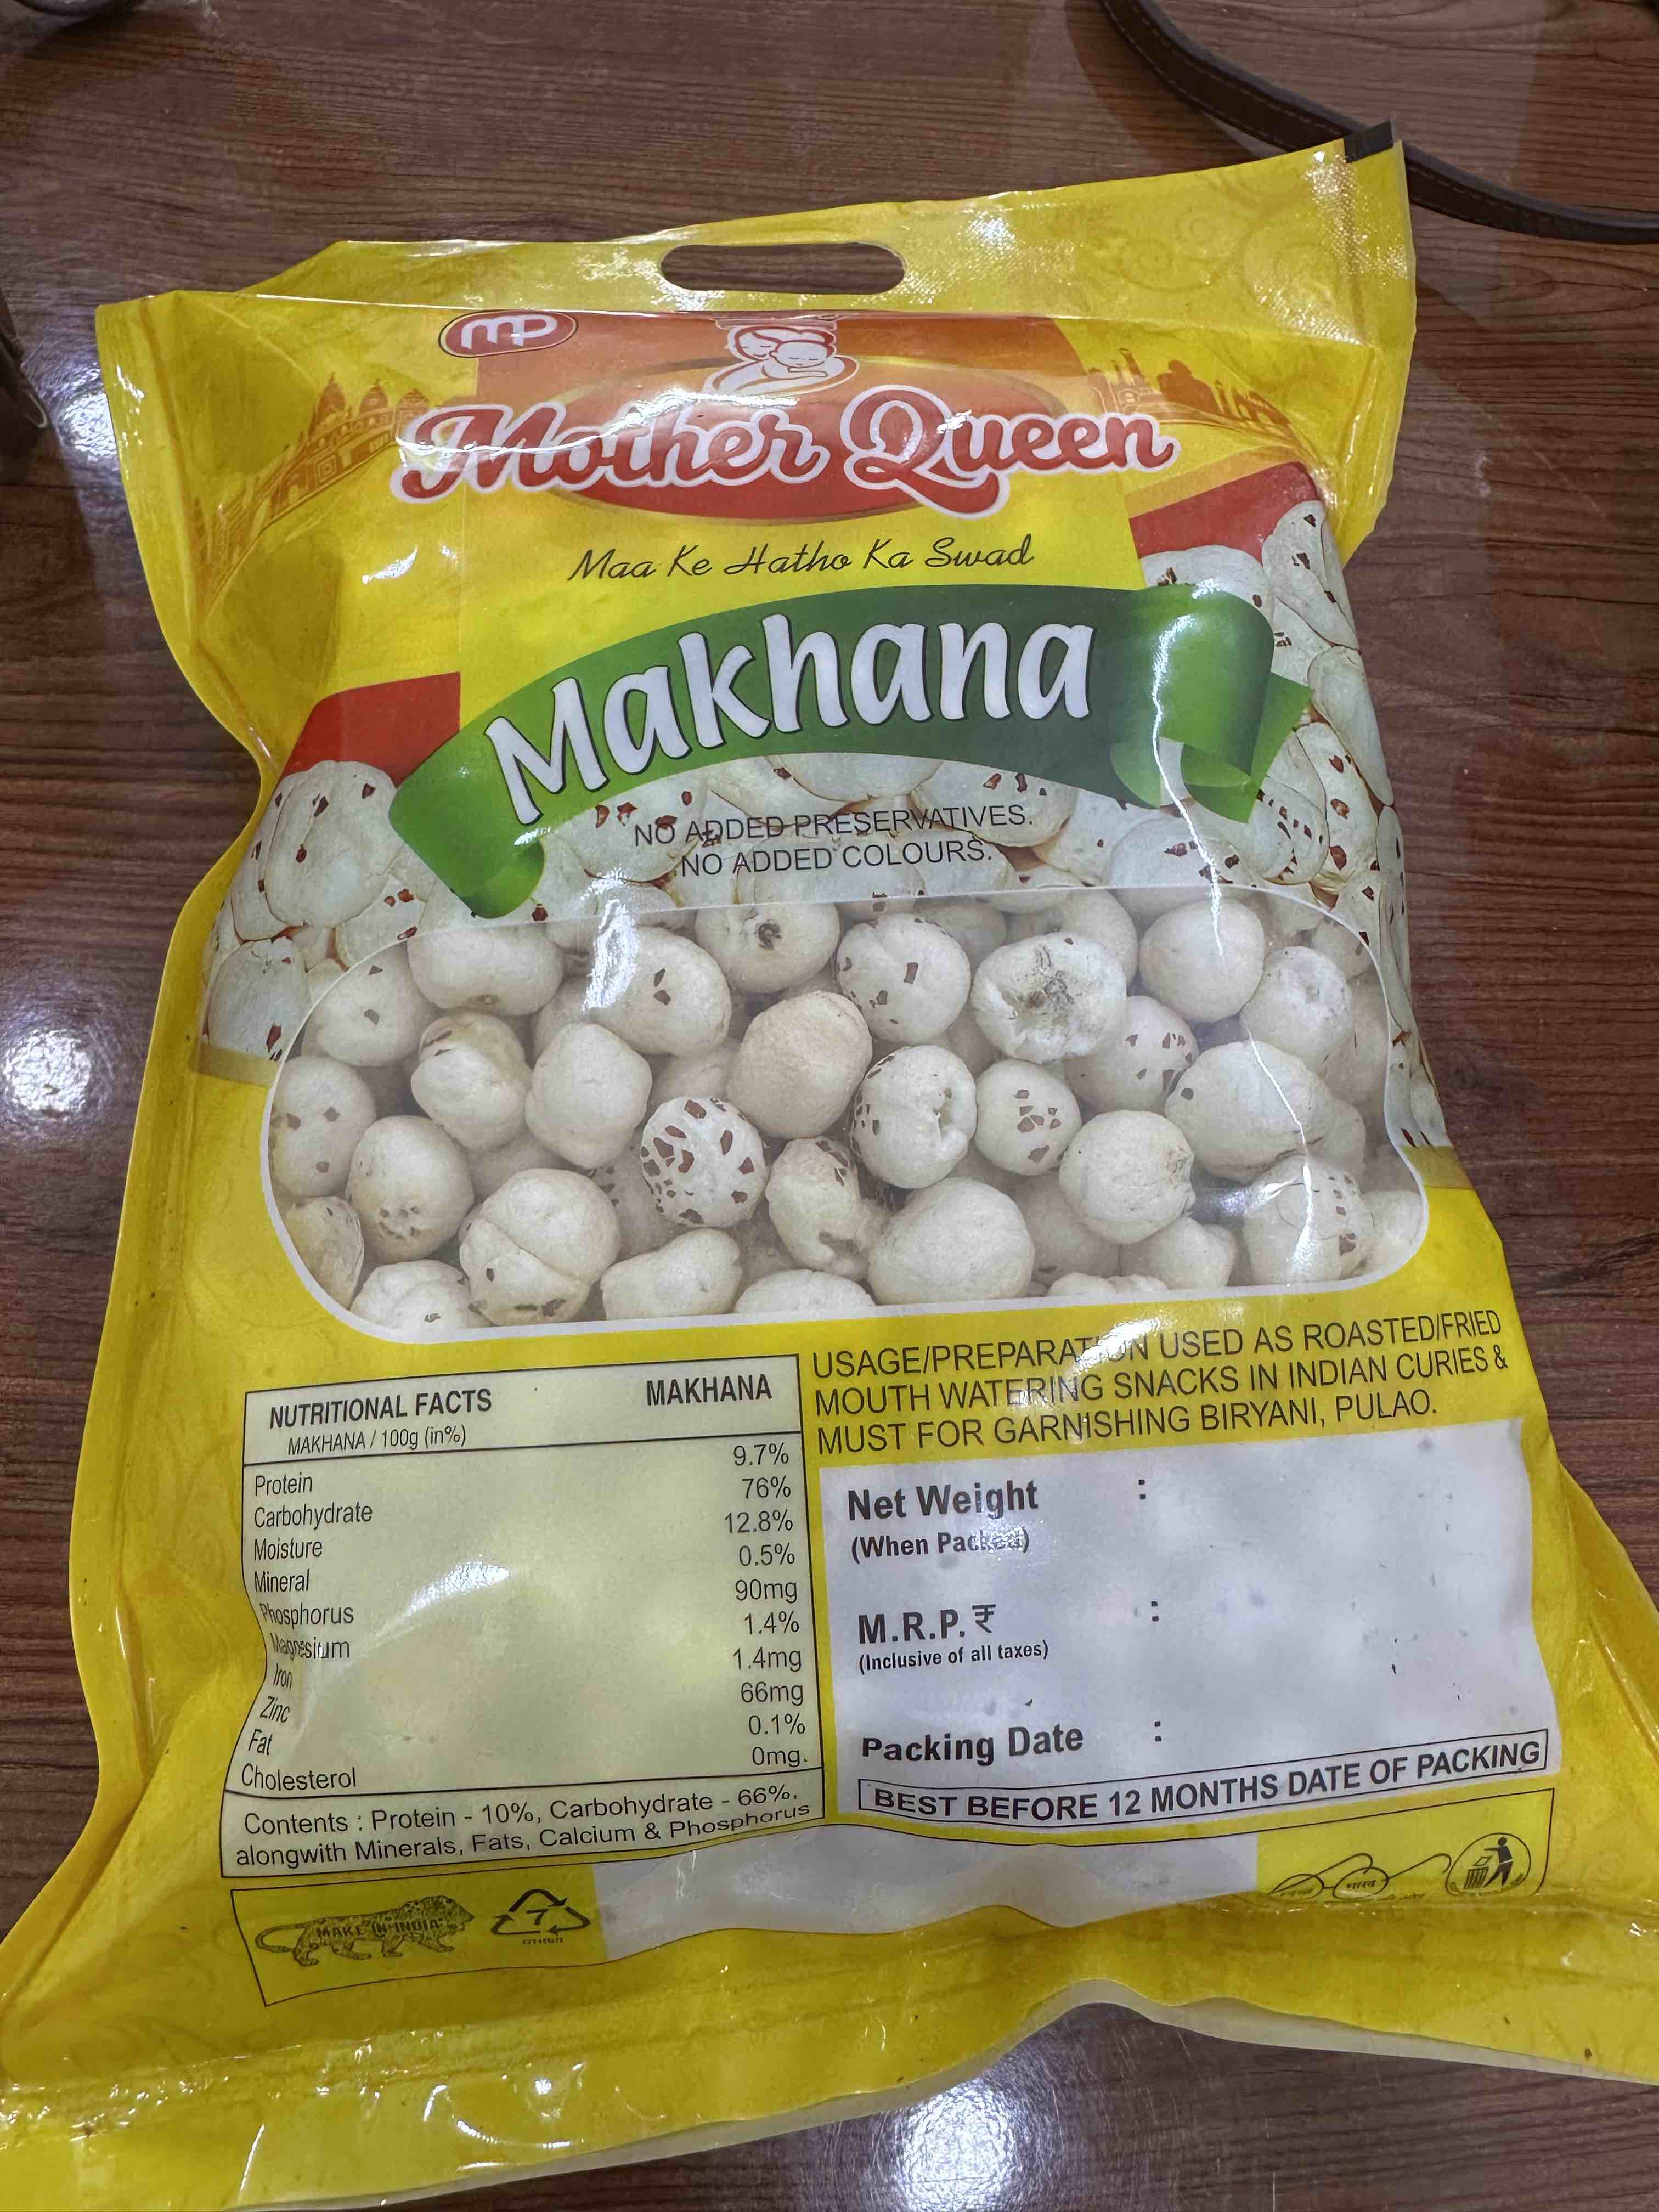 Mother Queen
Maa Ke Hatho Ka Swad
Makhana
NO ADDED PRESERVATIVES.
NO ADDED COLOURS.
USAGE/PREPARATION USED AS ROASTED/FRIED
MOUTH WATERING SNACKS IN INDIAN CURIES &
MUST FOR GARNISHING BIRYANI, PULAO.
NUTRITIONAL FACTS MAKHANA
MAKHANA / 100g (in%)
Protein 9.7%
Carbohydrate 76%
Moisture 12.8%
Mineral 0.5%
Phosphorus 90mg
Magnesium 1.4%
Iron 1.4mg
Zinc 66mg
Fat 0.1%
Cholesterol 0mg.
Contents : Protein - 10%, Carbohydrate - 66%,
alongwith Minerals, Fats, Calcium & Phosphorus
Net Weight :
(When Packed)
M.R.P. ₹ :
(Inclusive of all taxes)
Packing Date :
BEST BEFORE 12 MONTHS DATE OF PACKING
MAKE IN INDIA
7
भारत